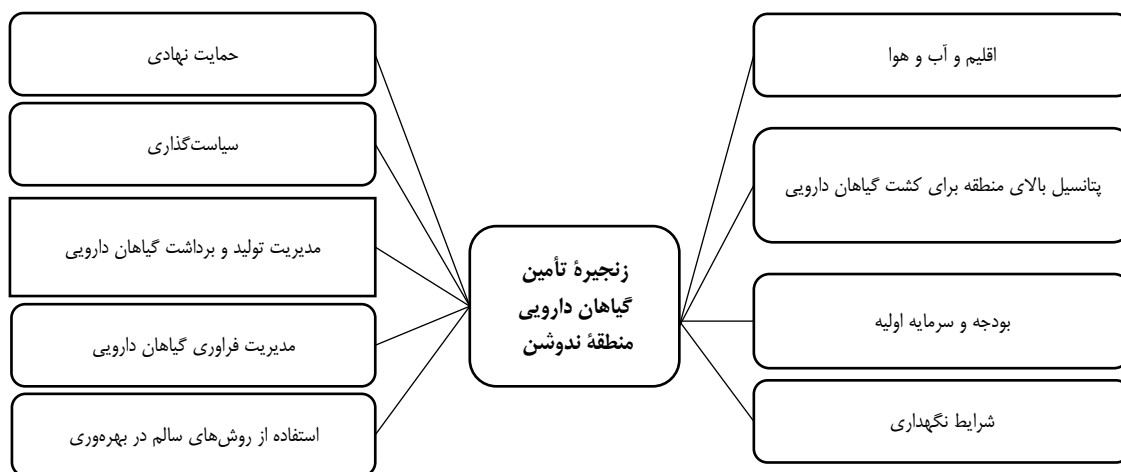 اقلیم و آب و هوا
پتانسیل بالای منطقه برای کشت گیاهان دارویی
بودجه و سرمایه اولیه
شرایط نگهداری
زنجیرۀ تأمین
گیاهان دارویی
منطقۀ ندوشن
حمایت نهادی
سیاست‌گذاری
مدیریت تولید و برداشت گیاهان دارویی
مدیریت فراوری گیاهان دارویی
استفاده از روش‌های سالم در بهره‌وری